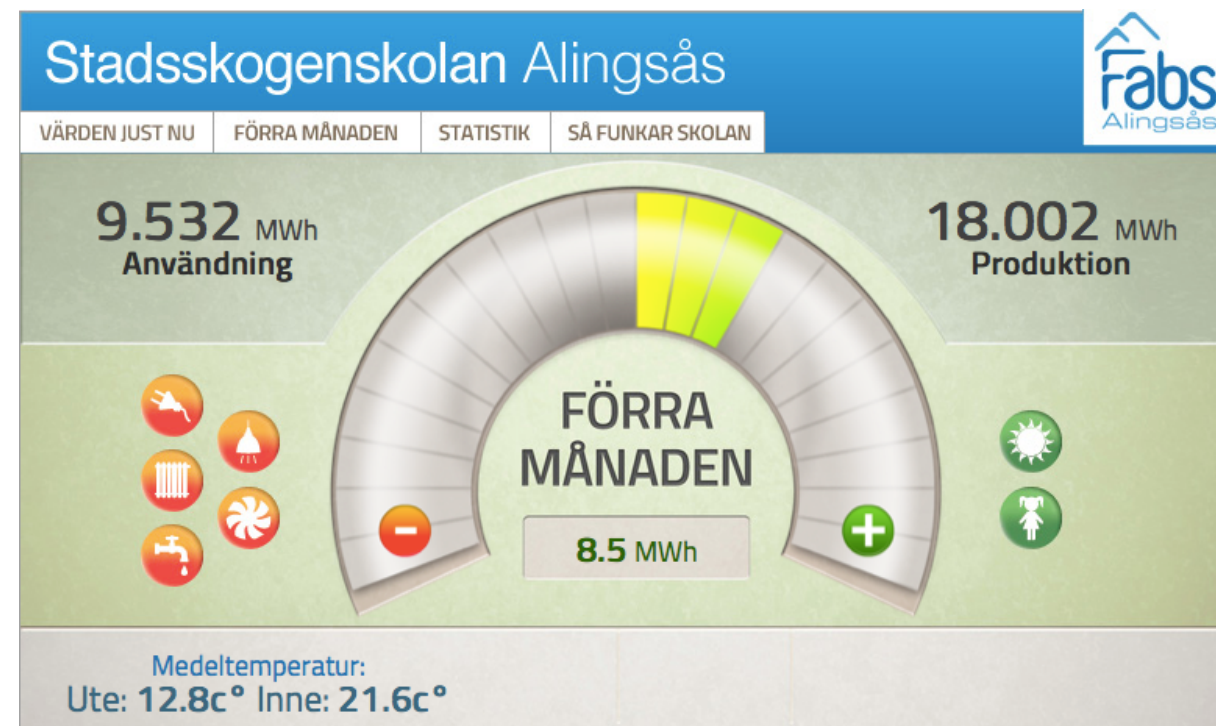 Stadsskogenskolan Alingsås
Fabs
Alingsås
VÄRDEN JUST NU FÖRRA MÅNADEN STATISTIK SÅ FUNKAR SKOLAN
9.532 MWh
Användning
18.002 MWh
Produktion
FÖRRA
MÅNADEN
8.5 MWh
Medeltemperatur:
Ute: 12.8c° Inne: 21.6c°